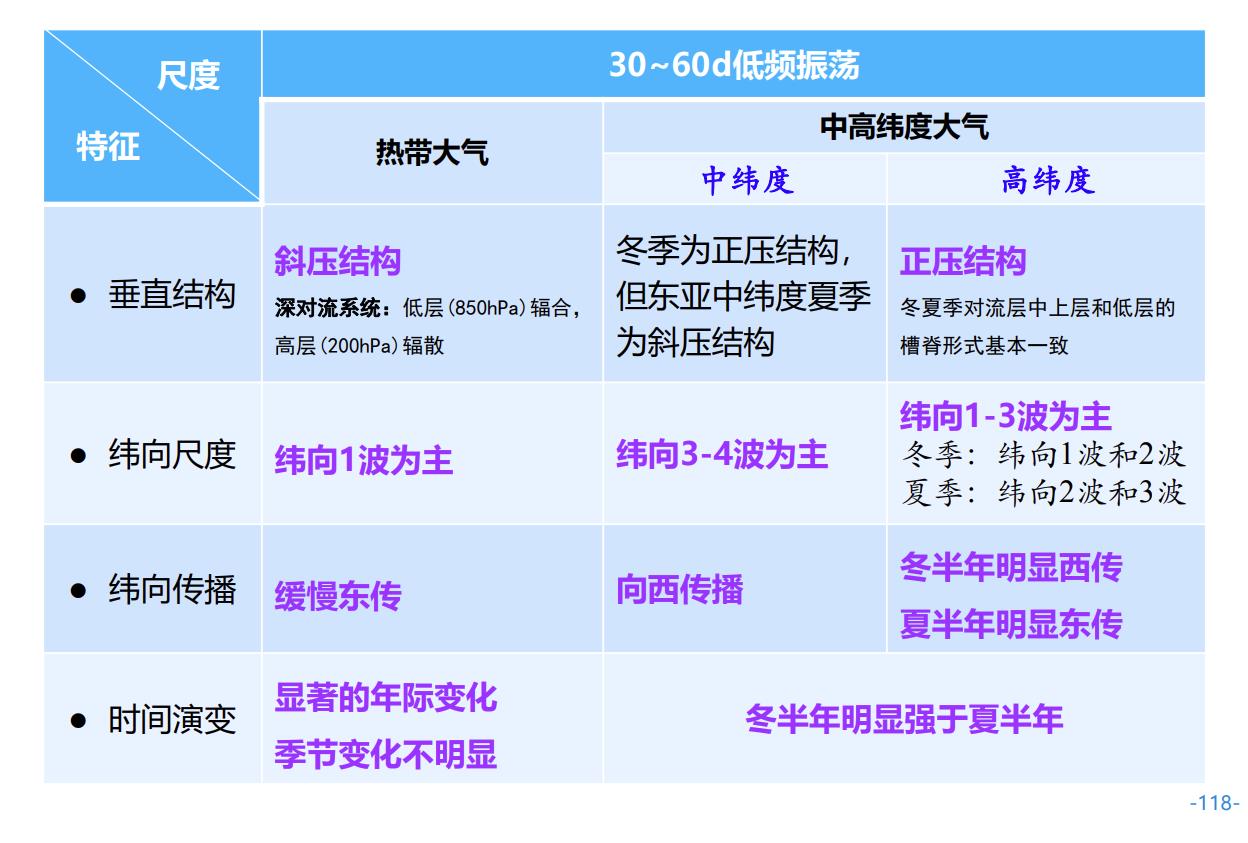 尺度
特征
30~60d低频振荡
热带大气
中高纬度大气
中纬度
高纬度
● 垂直结构
斜压结构
深对流系统：低层(850hPa)辐合，
高层(200hPa)辐散
冬季为正压结构，
但东亚中纬度夏季
为斜压结构
正压结构
冬夏季对流层中上层和低层的
槽脊形式基本一致
● 纬向尺度
纬向1波为主
纬向3-4波为主
纬向1-3波为主
冬季：纬向1波和2波
夏季：纬向2波和3波
● 纬向传播
缓慢东传
向西传播
冬半年明显西传
夏半年明显东传
● 时间演变
显著的年际变化
季节变化不明显
冬半年明显强于夏半年
-118-